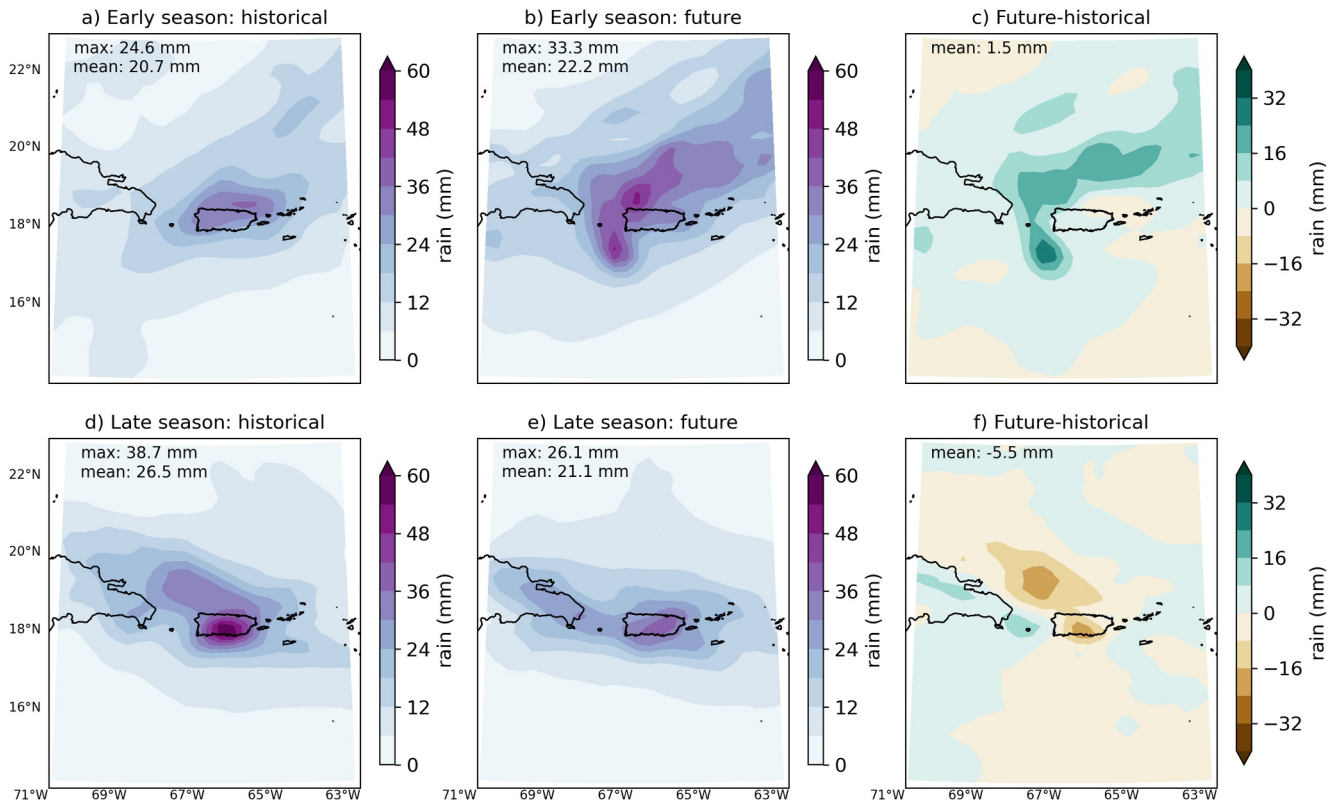 a) Early season: historical
b) Early season: future
c) Future-historical
max: 24.6 mm
mean: 20.7 mm
max: 33.3 mm
mean: 22.2 mm
mean: 1.5 mm
22°N
20°N
18°N
16°N
60
48
36
24
12
0
rain (mm)
60
48
36
24
12
0
rain (mm)
32
16
0
−16
−32
rain (mm)
d) Late season: historical
e) Late season: future
f) Future-historical
max: 38.7 mm
mean: 26.5 mm
max: 26.1 mm
mean: 21.1 mm
mean: -5.5 mm
22°N
20°N
18°N
16°N
60
48
36
24
12
0
rain (mm)
60
48
36
24
12
0
rain (mm)
32
16
0
−16
−32
rain (mm)
71°W 69°W 67°W 65°W 63°W
71°W 69°W 67°W 65°W 63°W
71°W 69°W 67°W 65°W 63°W